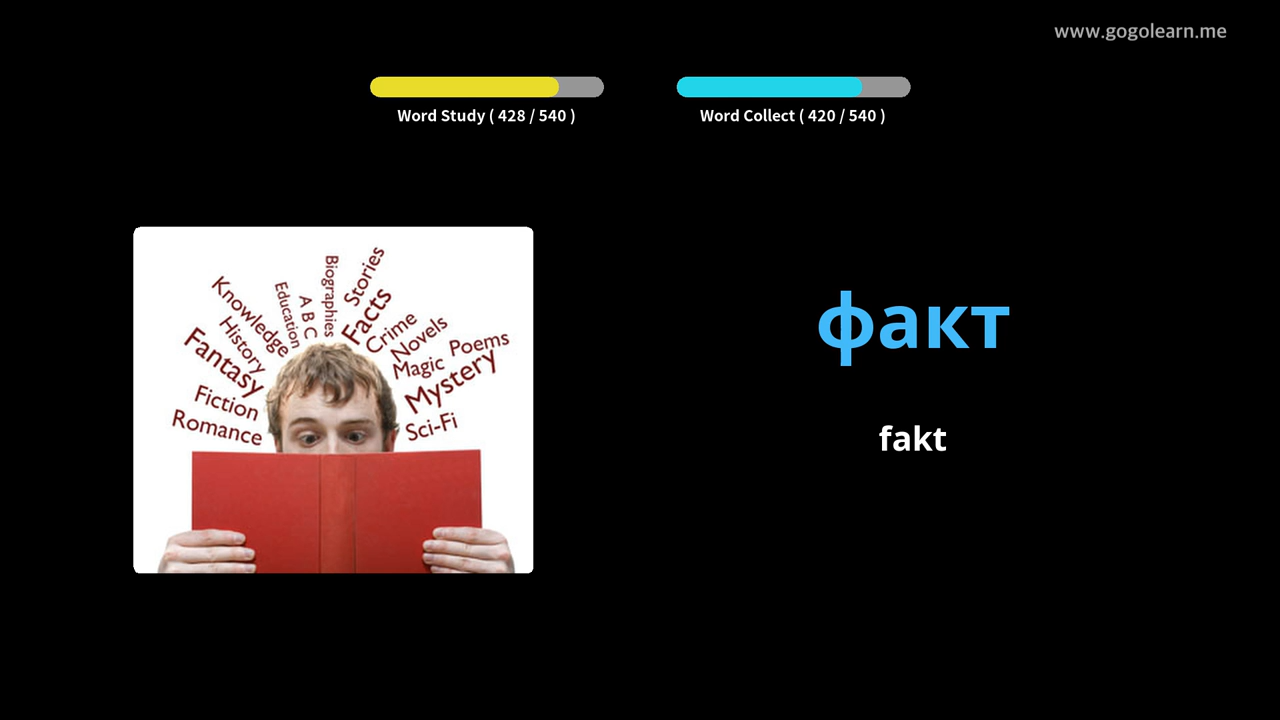 www.gogolearn.me
Word Study ( 428 / 540 )
Word Collect ( 420 / 540 )
Knowledge
Education
A B C
Biographies
Stories
Facts
Crime
Novels
Poems
History
Fantasy
Magic
Mystery
Fiction
Romance
Sci-Fi
факт
fakt